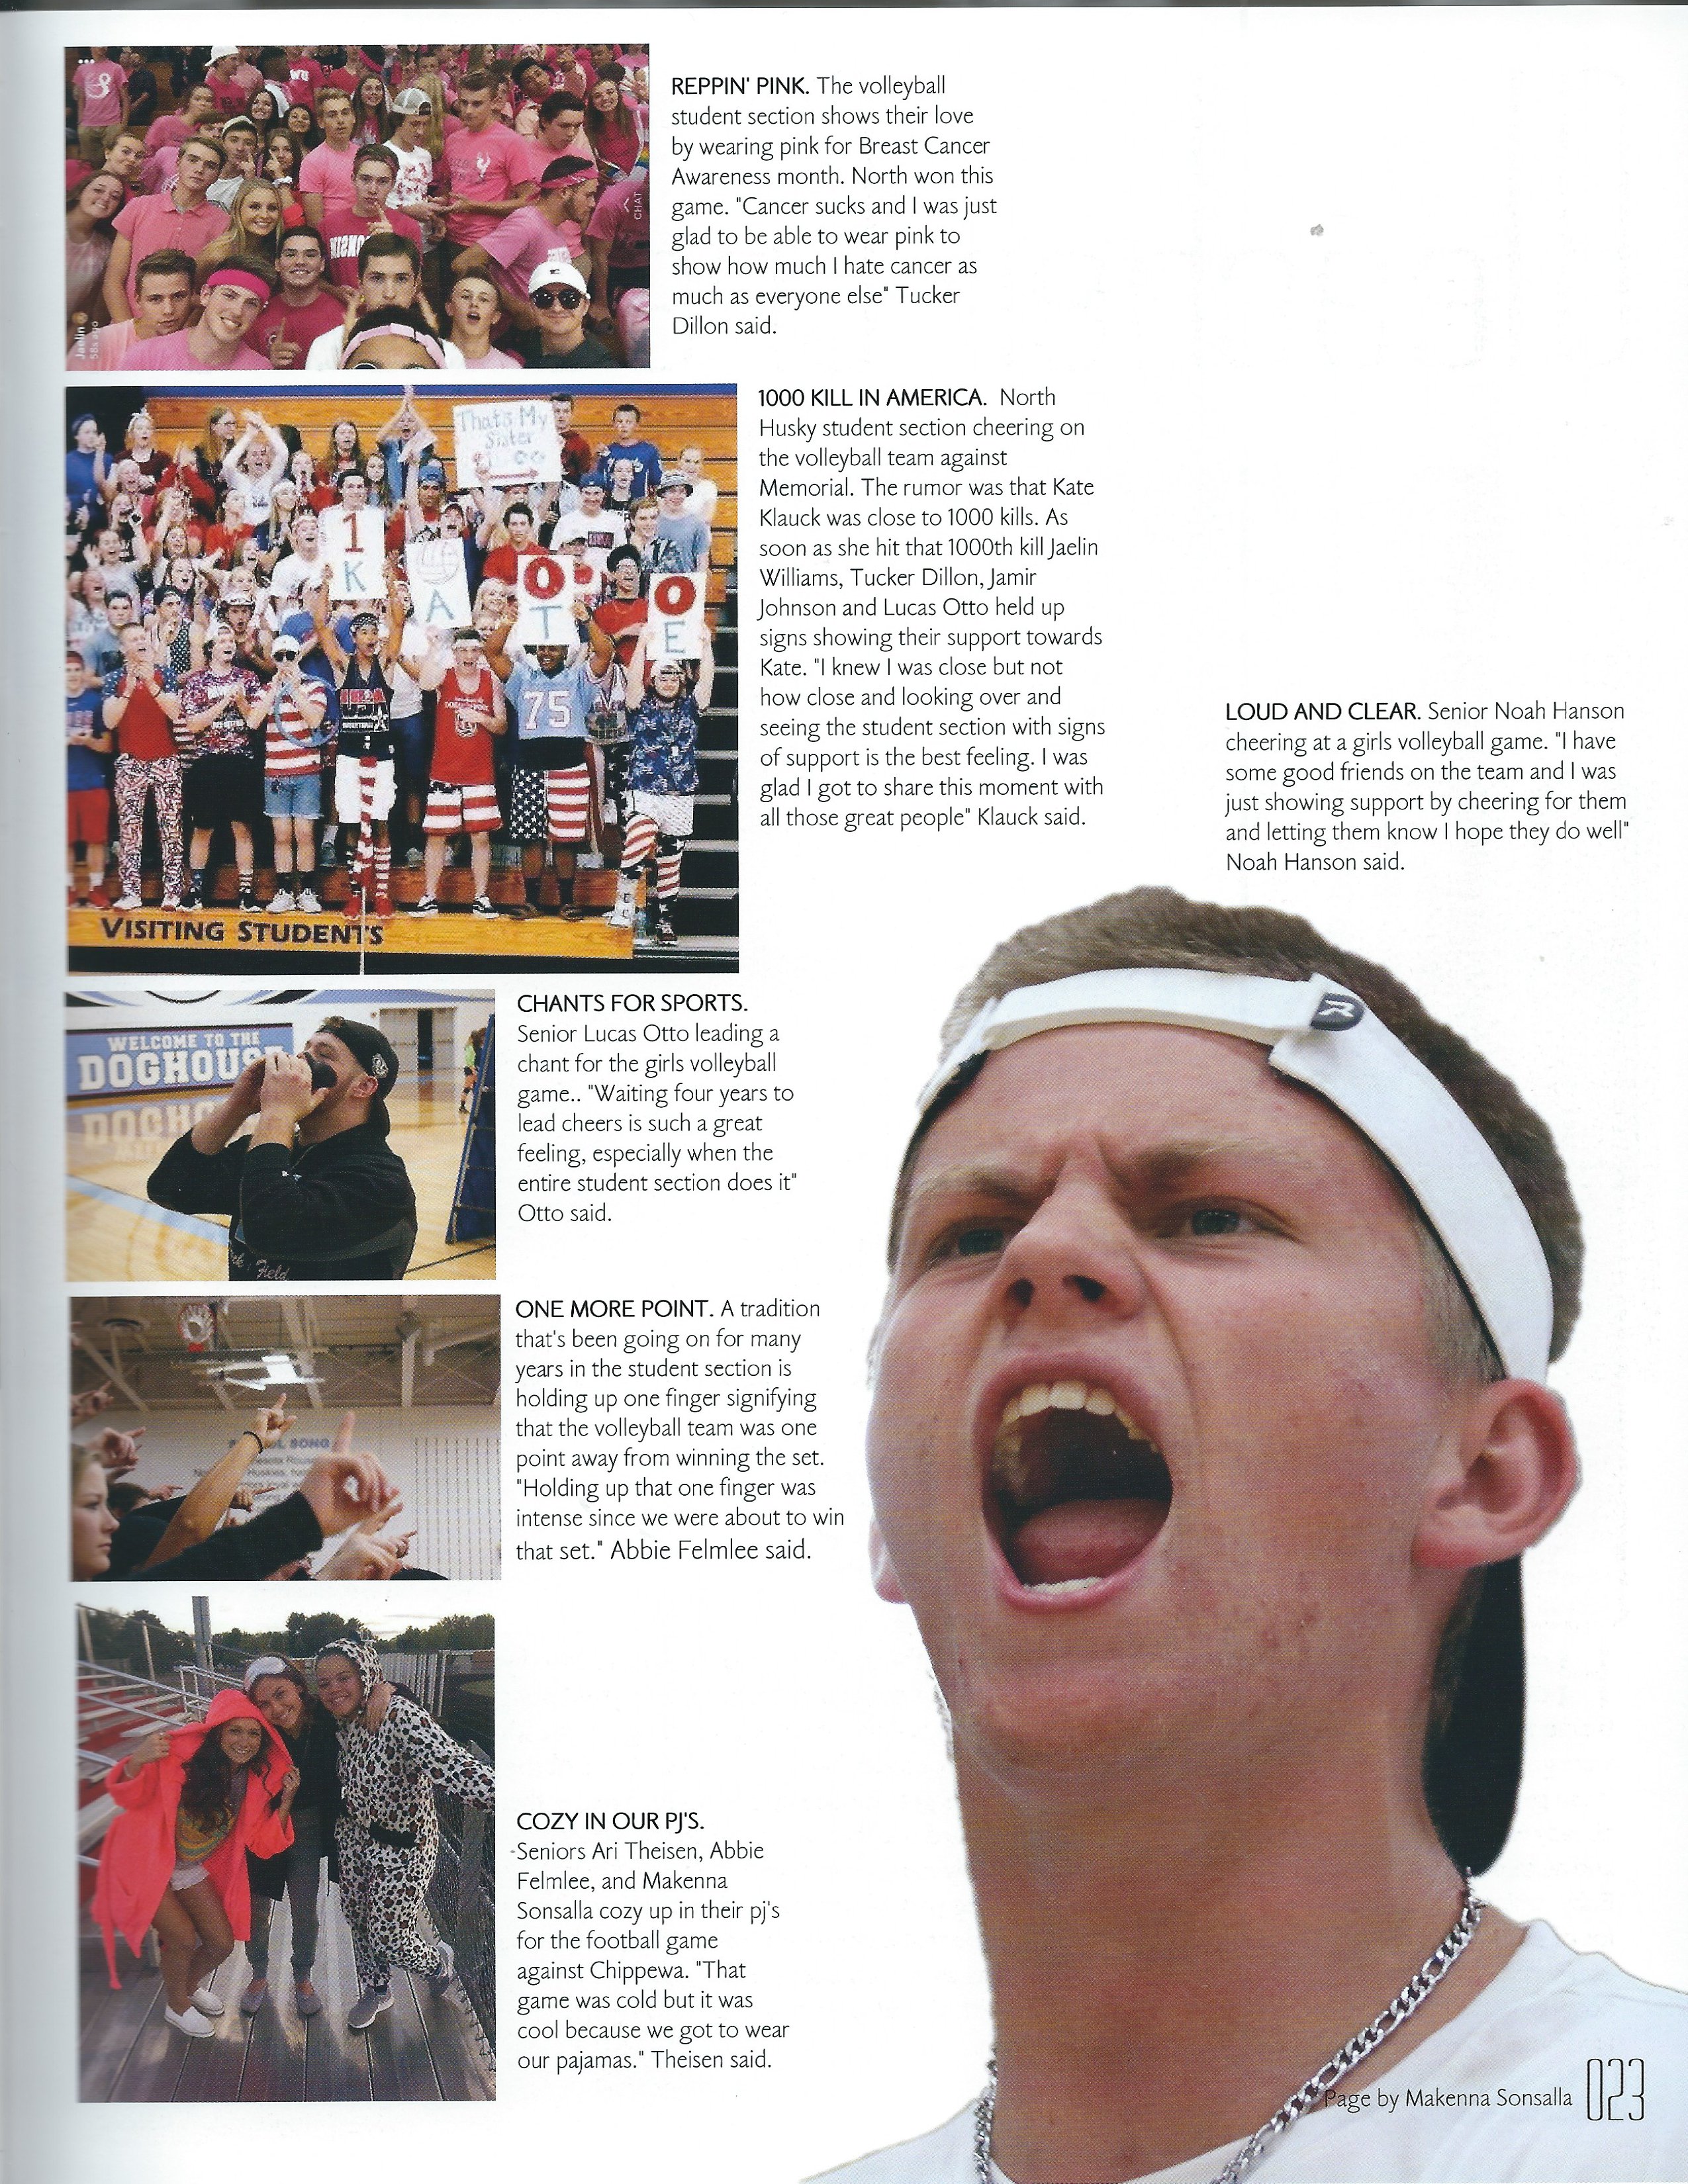 REPPIN' PINK. The volleyball
student section shows their love
by wearing pink for Breast Cancer
Awareness month. North won this
game. "Cancer sucks and I was just
glad to be able to wear pink to
show how much I hate cancer as
much as everyone else" Tucker
Dillon said.
WU
CHAT
Jaelin
58s ago
1000 KILL IN AMERICA. North
Husky student section cheering on
the volleyball team against
Memorial. The rumor was that Kate
Klauck was close to 1000 kills. As
soon as she hit that 1000th kill Jaelin
Williams, Tucker Dillon, Jamir
Johnson and Lucas Otto held up
signs showing their support towards
Kate. "I knew I was close but not
how close and looking over and
seeing the student section with signs
of support is the best feeling. I was
glad I got to share this moment with
all those great people" Klauck said.
That's My
Sister
1 0 0
K A T E
75
VISITING STUDENTS
LOUD AND CLEAR. Senior Noah Hanson
cheering at a girls volleyball game. "I have
some good friends on the team and I was
just showing support by cheering for them
and letting them know I hope they do well"
Noah Hanson said.
CHANTS FOR SPORTS.
Senior Lucas Otto leading a
chant for the girls volleyball
game.. "Waiting four years to
lead cheers is such a great
feeling, especially when the
entire student section does it"
Otto said.
WELCOME TO THE
DOGHOUS
Field
ONE MORE POINT. A tradition
that's been going on for many
years in the student section is
holding up one finger signifying
that the volleyball team was one
point away from winning the set.
"Holding up that one finger was
intense since we were about to win
that set." Abbie Felmlee said.
SONG
Huskies,
COZY IN OUR PJ'S.
Seniors Ari Theisen, Abbie
Felmlee, and Makenna
Sonsalla cozy up in their pj's
for the football game
against Chippewa. "That
game was cold but it was
cool because we got to wear
our pajamas." Theisen said.
Page by Makenna Sonsalla 023